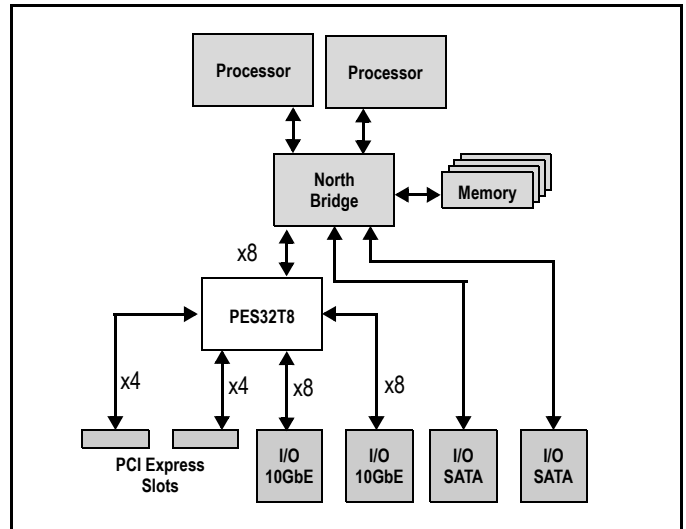 Processor
Processor
North
Bridge
Memory
x8
PES32T8
x4
x4
x8
x8
PCI Express
Slots
I/O
10GbE
I/O
10GbE
I/O
SATA
I/O
SATA